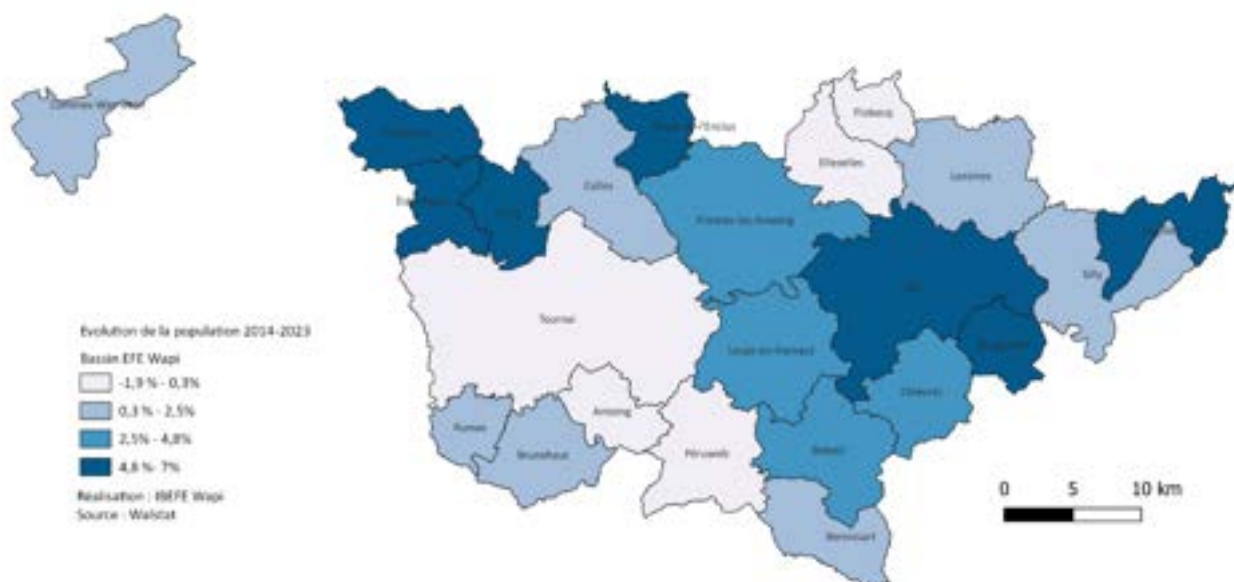 Flobecq
Ellezelles
Lessines
Celles
Frasnes-lez-Anvaing
Silly
Ath
Tournai
Leuze-en-Hainaut
Chièvres
Antoing
Rumes
Brunehaut
Péruwelz
Beloeil
Bernissart
Evolution de la population 2014-2023
Bassin EFE Wapi
-1,9 % - 0,3%
0,3 % - 2,5%
2,5% - 4,8%
4,8 %- 7%
Réalisation : IBEFE Wapi
Source : Walstat
0 5 10 km